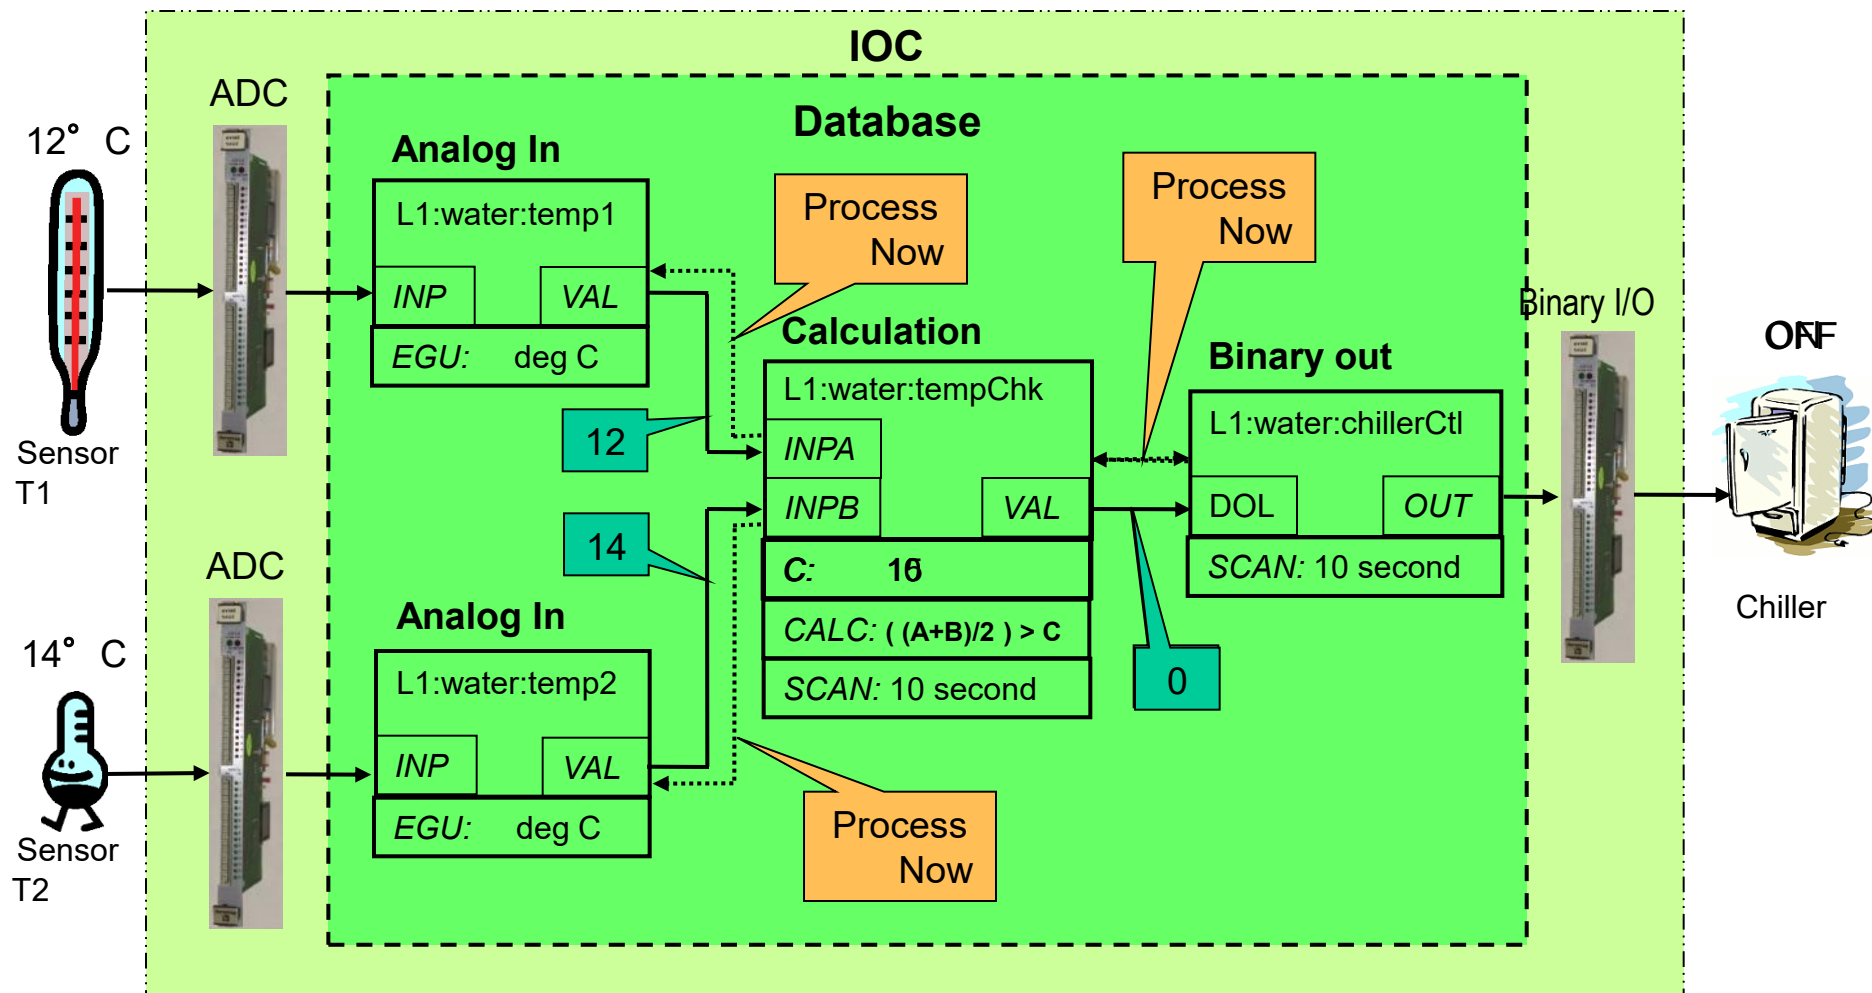 IOC
Database
ADC
12° C
Sensor
T1
Analog In
L1:water:temp1
INP
VAL
EGU: deg C
Process
Now
Process
Now
12
14
Calculation
L1:water:tempChk
INPA
INPB
VAL
C:
CALC: ( (A+B)/2 ) > C
SCAN: 10 second
0
Binary out
L1:water:chillerCtl
DOL
OUT
SCAN: 10 second
Binary I/O
Chiller
ADC
14° C
Sensor
T2
Analog In
L1:water:temp2
INP
VAL
EGU: deg C
Process
Now